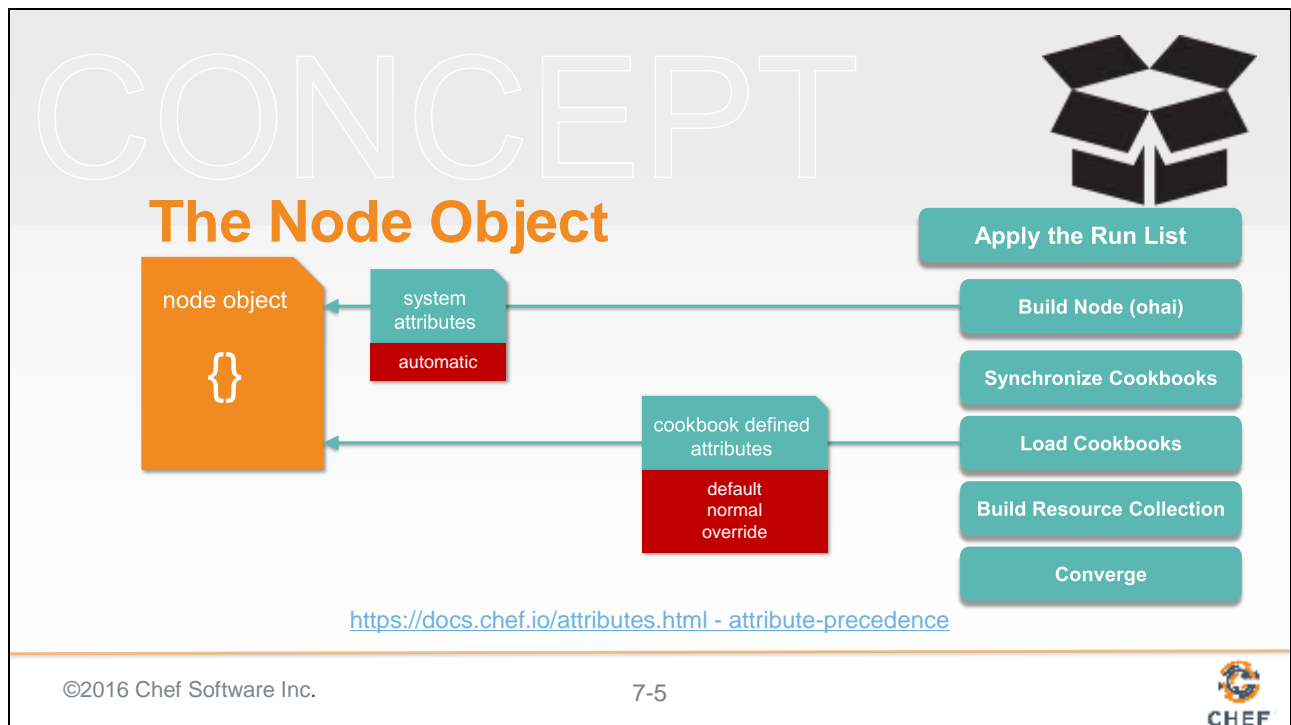 CONCEPT
The Node Object
node object
{}
system
attributes
automatic
cookbook defined
attributes
default
normal
override
Apply the Run List
Build Node (ohai)
Synchronize Cookbooks
Load Cookbooks
Build Resource Collection
Converge
https://docs.chef.io/attributes.html - attribute-precedence
©2016 Chef Software Inc.
7-5
CHEF